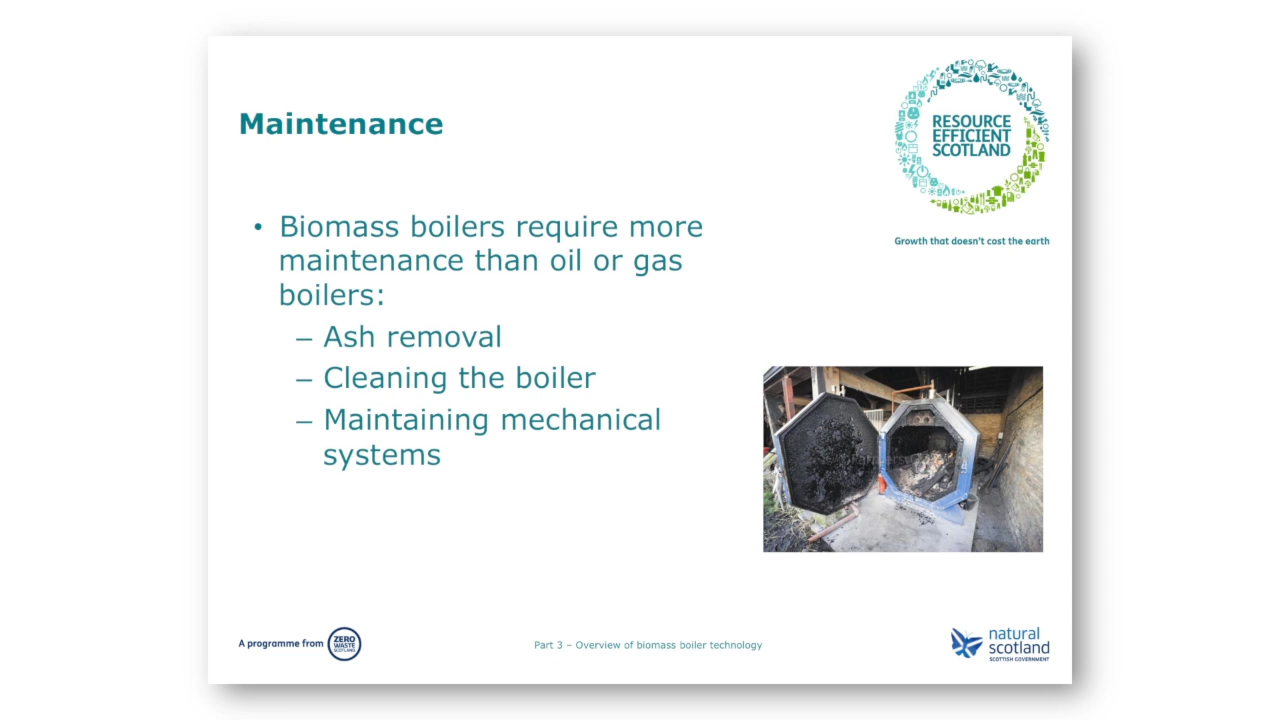 Maintenance
RESOURCE
EFFICIENT
SCOTLAND
Growth that doesn't cost the earth
• Biomass boilers require more
maintenance than oil or gas
boilers:
– Ash removal
– Cleaning the boiler
– Maintaining mechanical
systems
A programme from
ZERO
WASTE
SCOTLAND
Part 3 – Overview of biomass boiler technology
natural
scotland
SCOTTISH GOVERNMENT